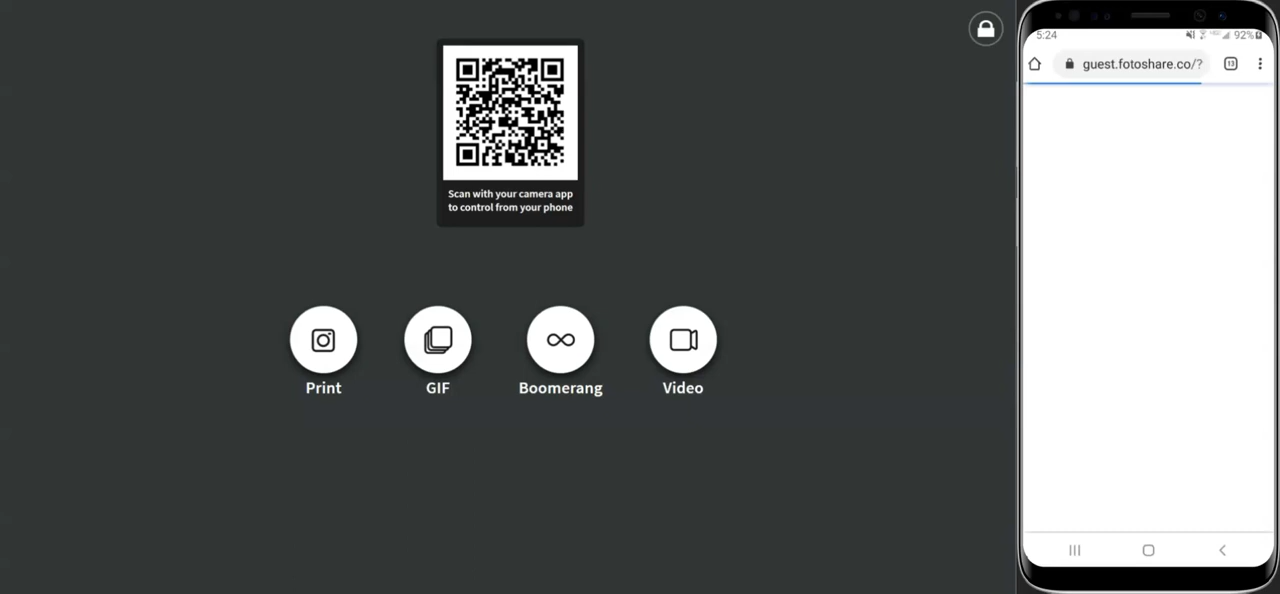 Scan with your camera app
to control from your phone
Print
GIF
Boomerang
Video
5:24
92%
guest.fotoshare.co/?
13